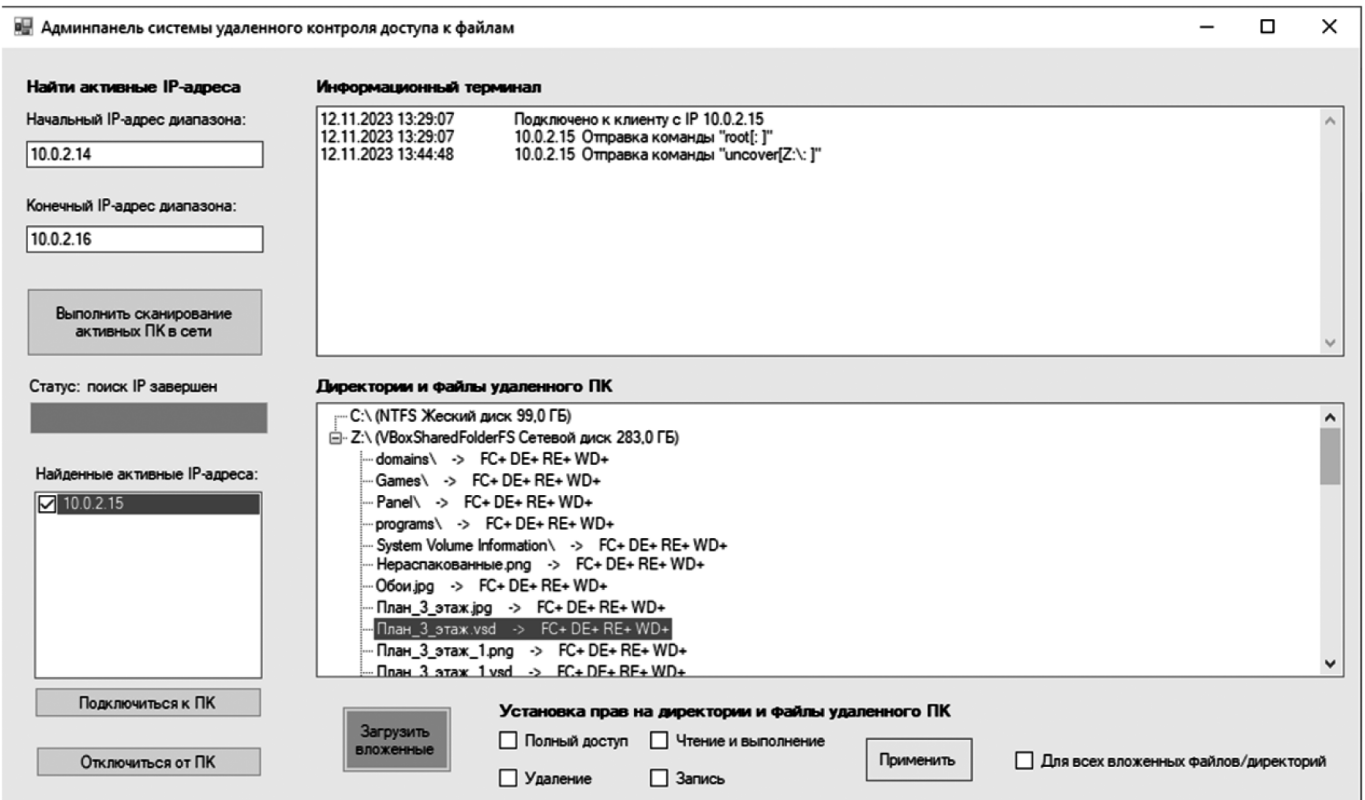 Админпанель системы удаленного контроля доступа к файлам
Найти активные IP-адреса
Начальный IP-адрес диапазона:
10.0.2.14
Конечный IP-адрес диапазона:
10.0.2.16
Выполнить сканирование
активных ПК в сети
Статус: поиск IP завершен
Найденные активные IP-адреса:
10.0.2.15
Подключиться к ПК
Отключиться от ПК
Информационный терминал
12.11.2023 13:29:07 Подключено к клиенту с IP 10.0.2.15
12.11.2023 13:29:07 10.0.2.15 Отправка команды "root[: ]"
12.11.2023 13:44:48 10.0.2.15 Отправка команды "uncover[Z:\: ]"
Директории и файлы удаленного ПК
C:\ (NTFS Жеский диск 99,0 ГБ)
Z:\ (VBoxSharedFolderFS Сетевой диск 283,0 ГБ)
domains\ -> FC+ DE+ RE+ WD+
Games\ -> FC+ DE+ RE+ WD+
Panel\ -> FC+ DE+ RE+ WD+
programs\ -> FC+ DE+ RE+ WD+
System Volume Information\ -> FC+ DE+ RE+ WD+
Нераспакованные.png -> FC+ DE+ RE+ WD+
Обои.jpg -> FC+ DE+ RE+ WD+
План_3_этаж.jpg -> FC+ DE+ RE+ WD+
План_3_этаж.vsd -> FC+ DE+ RE+ WD+
План_3_этаж_1.png -> FC+ DE+ RE+ WD+
План_3_этаж_1.vsd -> FC+ DE+ RE+ WD+
Загрузить
вложенные
Установка прав на директории и файлы удаленного ПК
Полный доступ
Чтение и выполнение
Удаление
Запись
Применить
Для всех вложенных файлов/директорий